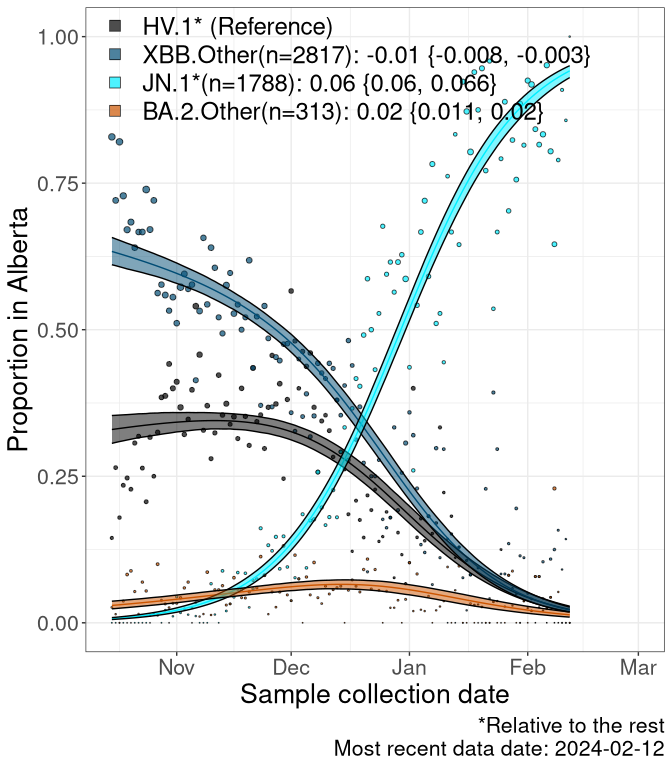 HV.1* (Reference)
XBB.Other(n=2817): -0.01 {-0.008, -0.003}
JN.1*(n=1788): 0.06 {0.06, 0.066}
BA.2.Other(n=313): 0.02 {0.011, 0.02}
1.00
0.75
0.50
0.25
0.00
Proportion in Alberta
Nov Dec Jan Feb Mar
Sample collection date
*Relative to the rest
Most recent data date: 2024-02-12